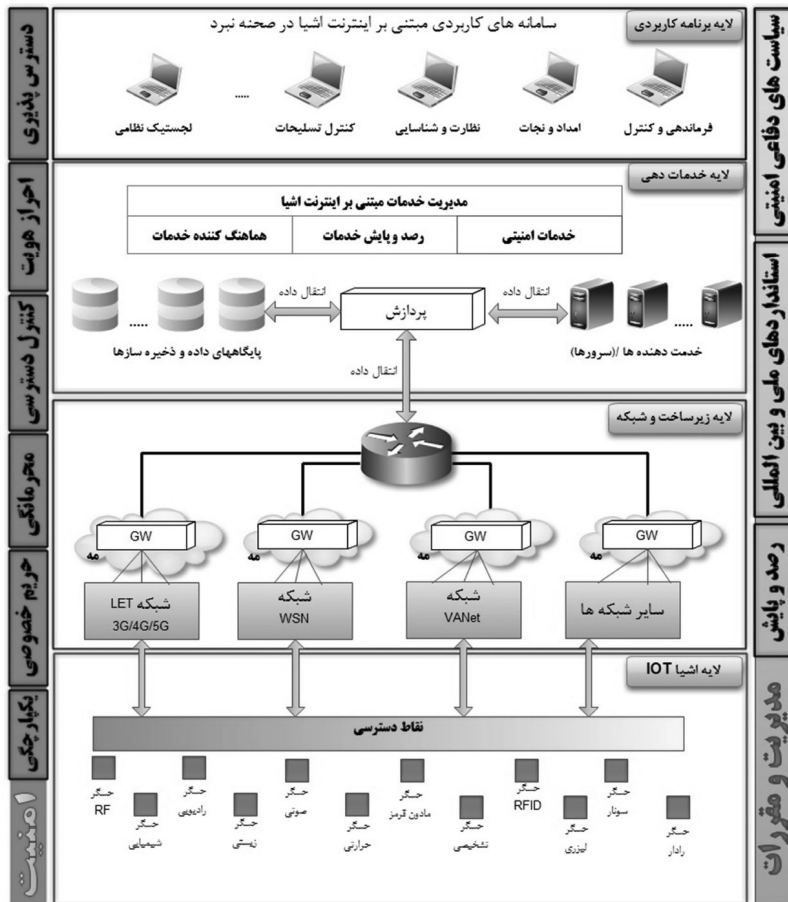 لایه برنامه کاربردی
سامانه های کاربردی مبتنی بر اینترنت اشیا در صحنه نبرد
فرماندهی و کنترل
امداد و نجات
نظارت و شناسایی
کنترل تسلیحات
.....
لجستیک نظامی
لایه خدمات دهی
مدیریت خدمات مبتنی بر اینترنت اشیا
خدمات امنیتی
رصد و پایش خدمات
هماهنگ کننده خدمات
انتقال داده
پردازش
انتقال داده
.....
.....
خدمت دهنده ها /(سرورها)
پایگاههای داده و ذخیره سازها
انتقال داده
لایه زیرساخت و شبکه
GW
مه
GW
مه
GW
مه
GW
مه
سایر شبکه ها
شبکه
VANet
شبکه
WSN
شبکه LET
3G/4G/5G
لایه اشیا IOT
نقاط دسترسی
حسگر
رادار
حسگر
سونار
حسگر
لیزری
حسگر
RFID
حسگر
تشخیصی
حسگر
مادون قرمز
حسگر
حرارتی
حسگر
صوتی
حسگر
زیستی
حسگر
رادیویی
حسگر
شیمیایی
حسگر
RF
سیاست های دفاعی امنیتی
استانداردهای ملی و بین المللی
رصد و پایش
مدیریت و مقررات
دسترس پذیری
احراز هویت
کنترل دسترسی
محرمانگی
حریم خصوصی
یکپارچگی
امنیت